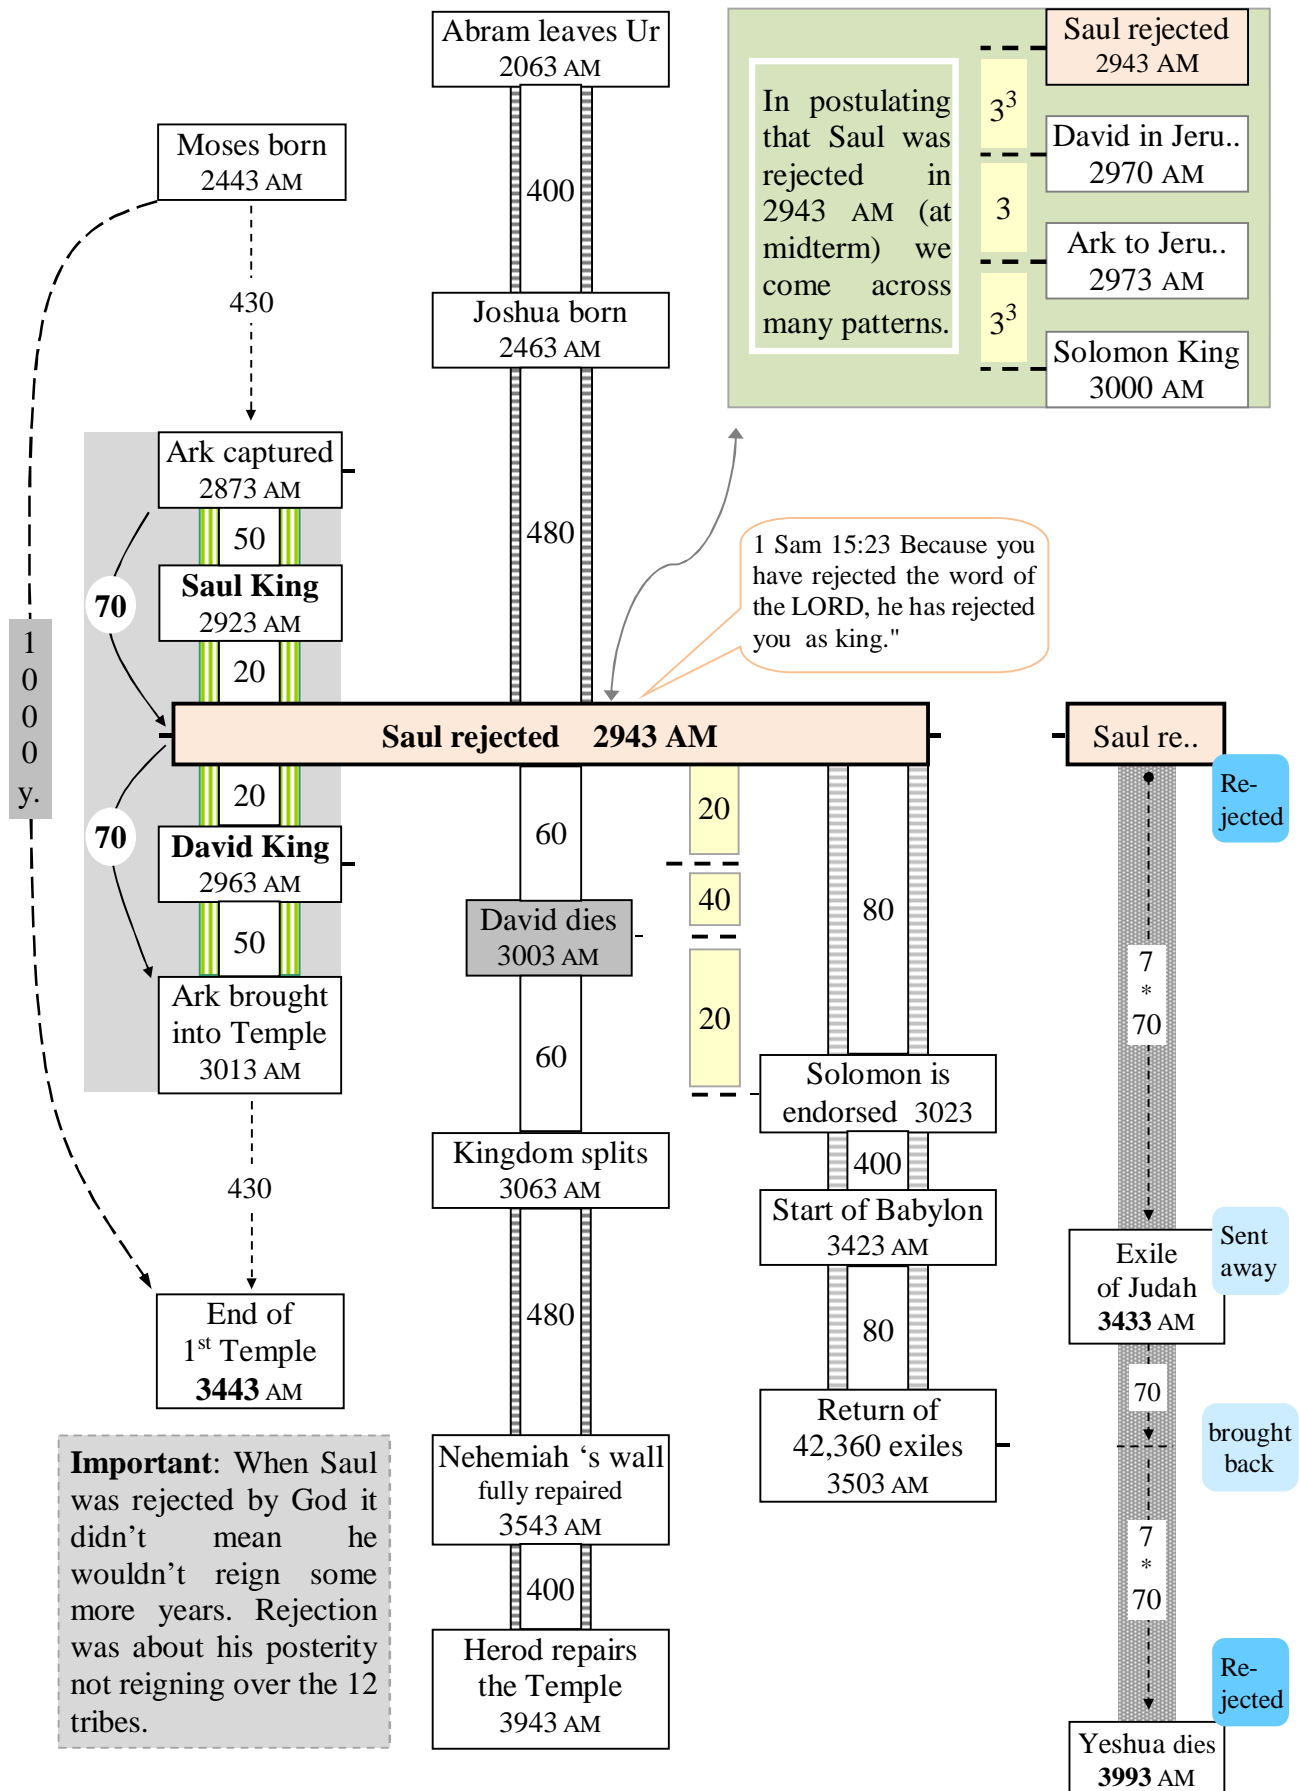 Abram leaves Ur
2063 AM
400
Joshua born
2463 AM
480
Saul rejected
2943 AM
David in Jeru..
2970 AM
Ark to Jeru..
2973 AM
Solomon King
3000 AM
3³
3
3³
In postulating
that Saul was
rejected in
2943 AM (at
midterm) we
come across
many patterns.
Moses born
2443 AM
430
Ark captured
2873 AM
50
Saul King
2923 AM
20
70
1
0
0
0
y.
1 Sam 15:23 Because you
have rejected the word of
the LORD, he has rejected
you as king."
Saul rejected 2943 AM
20
David King
2963 AM
50
70
Ark brought
into Temple
3013 AM
430
End of
1st Temple
3443 AM
60
David dies
3003 AM
60
Kingdom splits
3063 AM
480
Nehemiah ‘s wall
fully repaired
3543 AM
400
Herod repairs
the Temple
3943 AM
20
40
20
80
Solomon is
endorsed 3023
400
Start of Babylon
3423 AM
80
Return of
42,360 exiles
3503 AM
Saul re..
Re-
jected
7
*
70
Sent
away
Exile
of Judah
3433 AM
70
brought
back
7
*
70
Re-
jected
Yeshua dies
3993 AM
Important: When Saul
was rejected by God it
didn’t mean he
wouldn’t reign some
more years. Rejection
was about his posterity
not reigning over the 12
tribes.